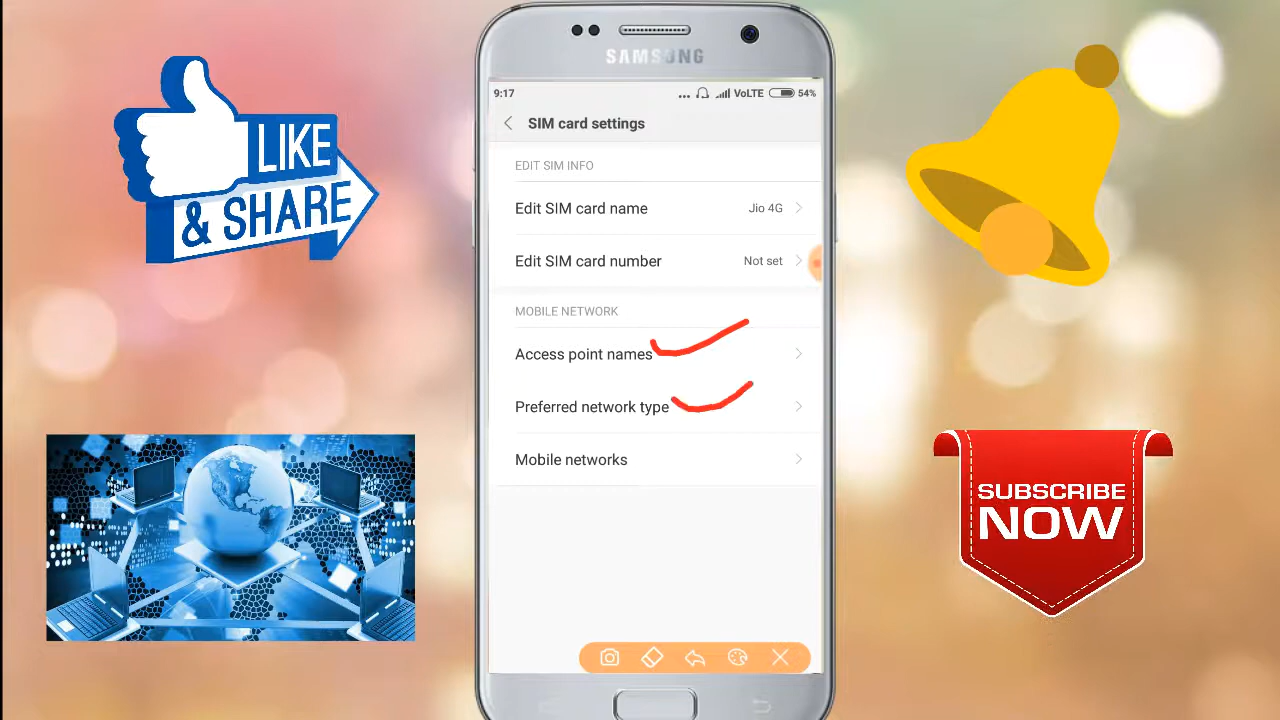 LIKE
& SHARE
SAMSUNG
9:17
... VoLTE 54%
SIM card settings
EDIT SIM INFO
Edit SIM card name Jio 4G
Edit SIM card number Not set
MOBILE NETWORK
Access point names
Preferred network type
Mobile networks
SUBSCRIBE
NOW